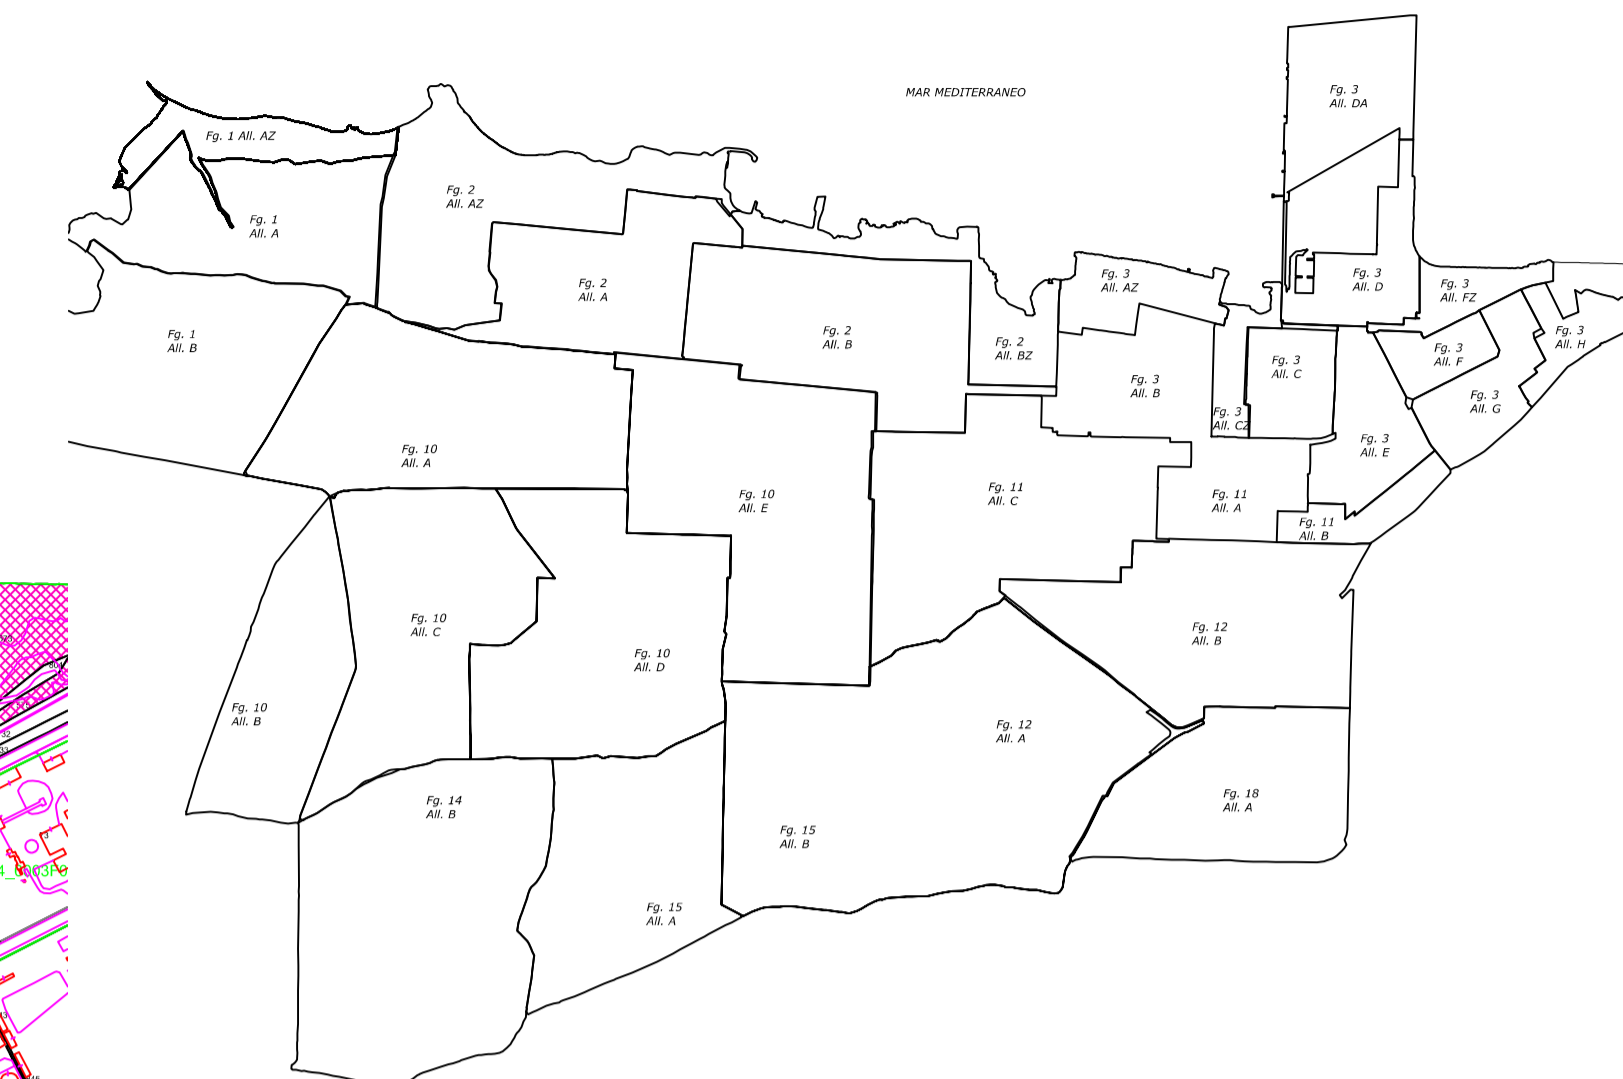 MAR MEDITERRANEO
Fg. 3
All. DA
Fg. 1 All. AZ
Fg. 2
All. AZ
Fg. 1
All. A
Fg. 3
All. AZ
Fg. 3
All. D
Fg. 3
All. FZ
Fg. 2
All. A
Fg. 1
All. B
Fg. 2
All. B
Fg. 2
All. BZ
Fg. 3
All. H
Fg. 3
All. F
Fg. 3
All. C
Fg. 3
All. B
Fg. 3
All. G
Fg. 3
All. CZ
Fg. 3
All. E
Fg. 10
All. A
Fg. 10
All. E
Fg. 11
All. C
Fg. 11
All. A
Fg. 11
All. B
Fg. 10
All. C
Fg. 12
All. B
Fg. 10
All. D
Fg. 10
All. B
Fg. 12
All. A
Fg. 14
All. B
Fg. 18
All. A
Fg. 15
All. B
Fg. 15
All. A
32
33
3